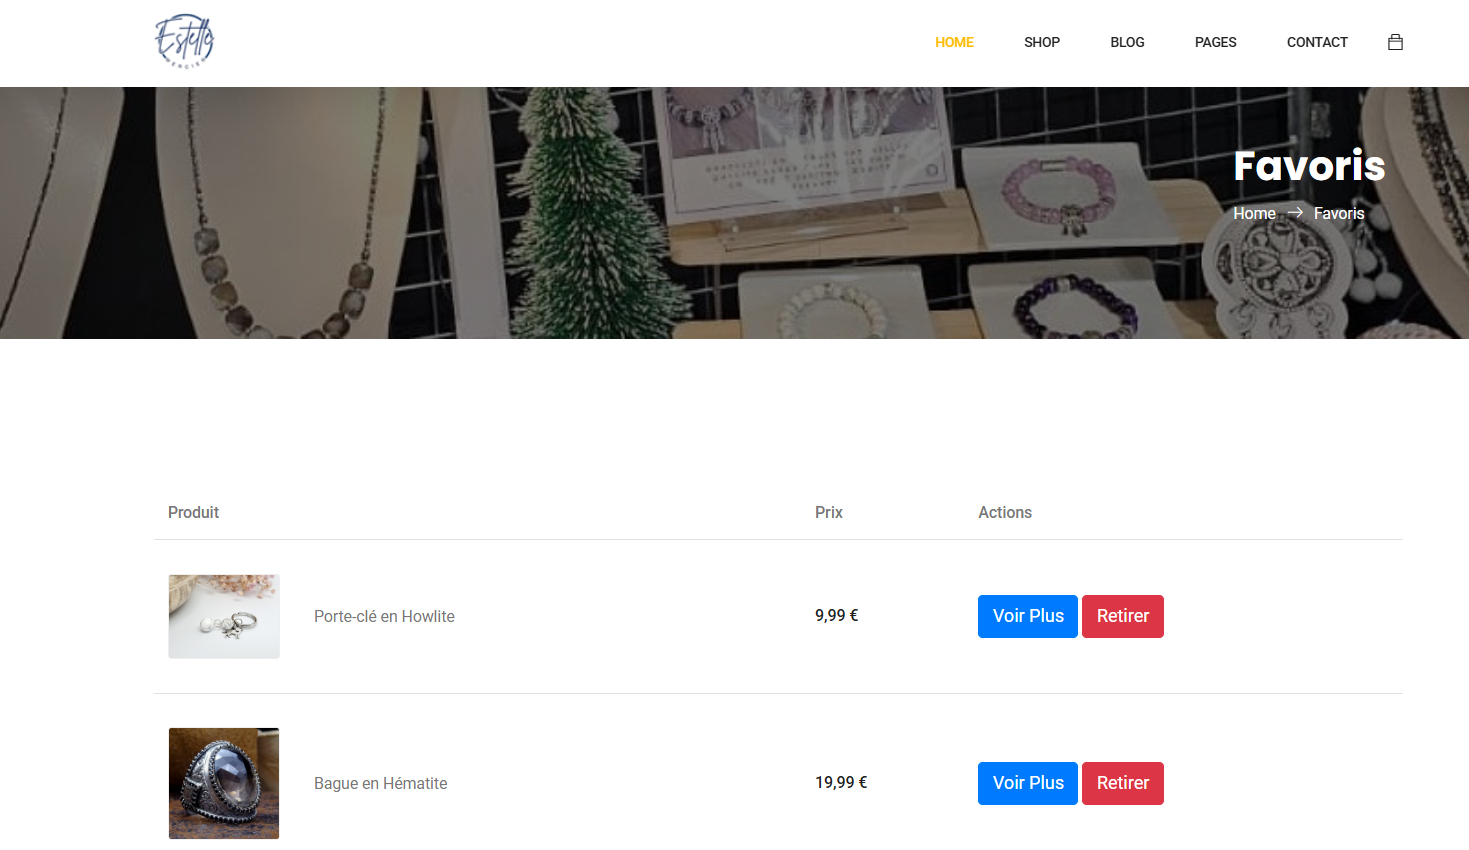 Estelle
MERCIER
HOME SHOP BLOG PAGES CONTACT
Favoris
Home → Favoris
Produit Prix Actions
Porte-clé en Howlite 9,99 € Voir Plus Retirer
Bague en Hématite 19,99 € Voir Plus Retirer